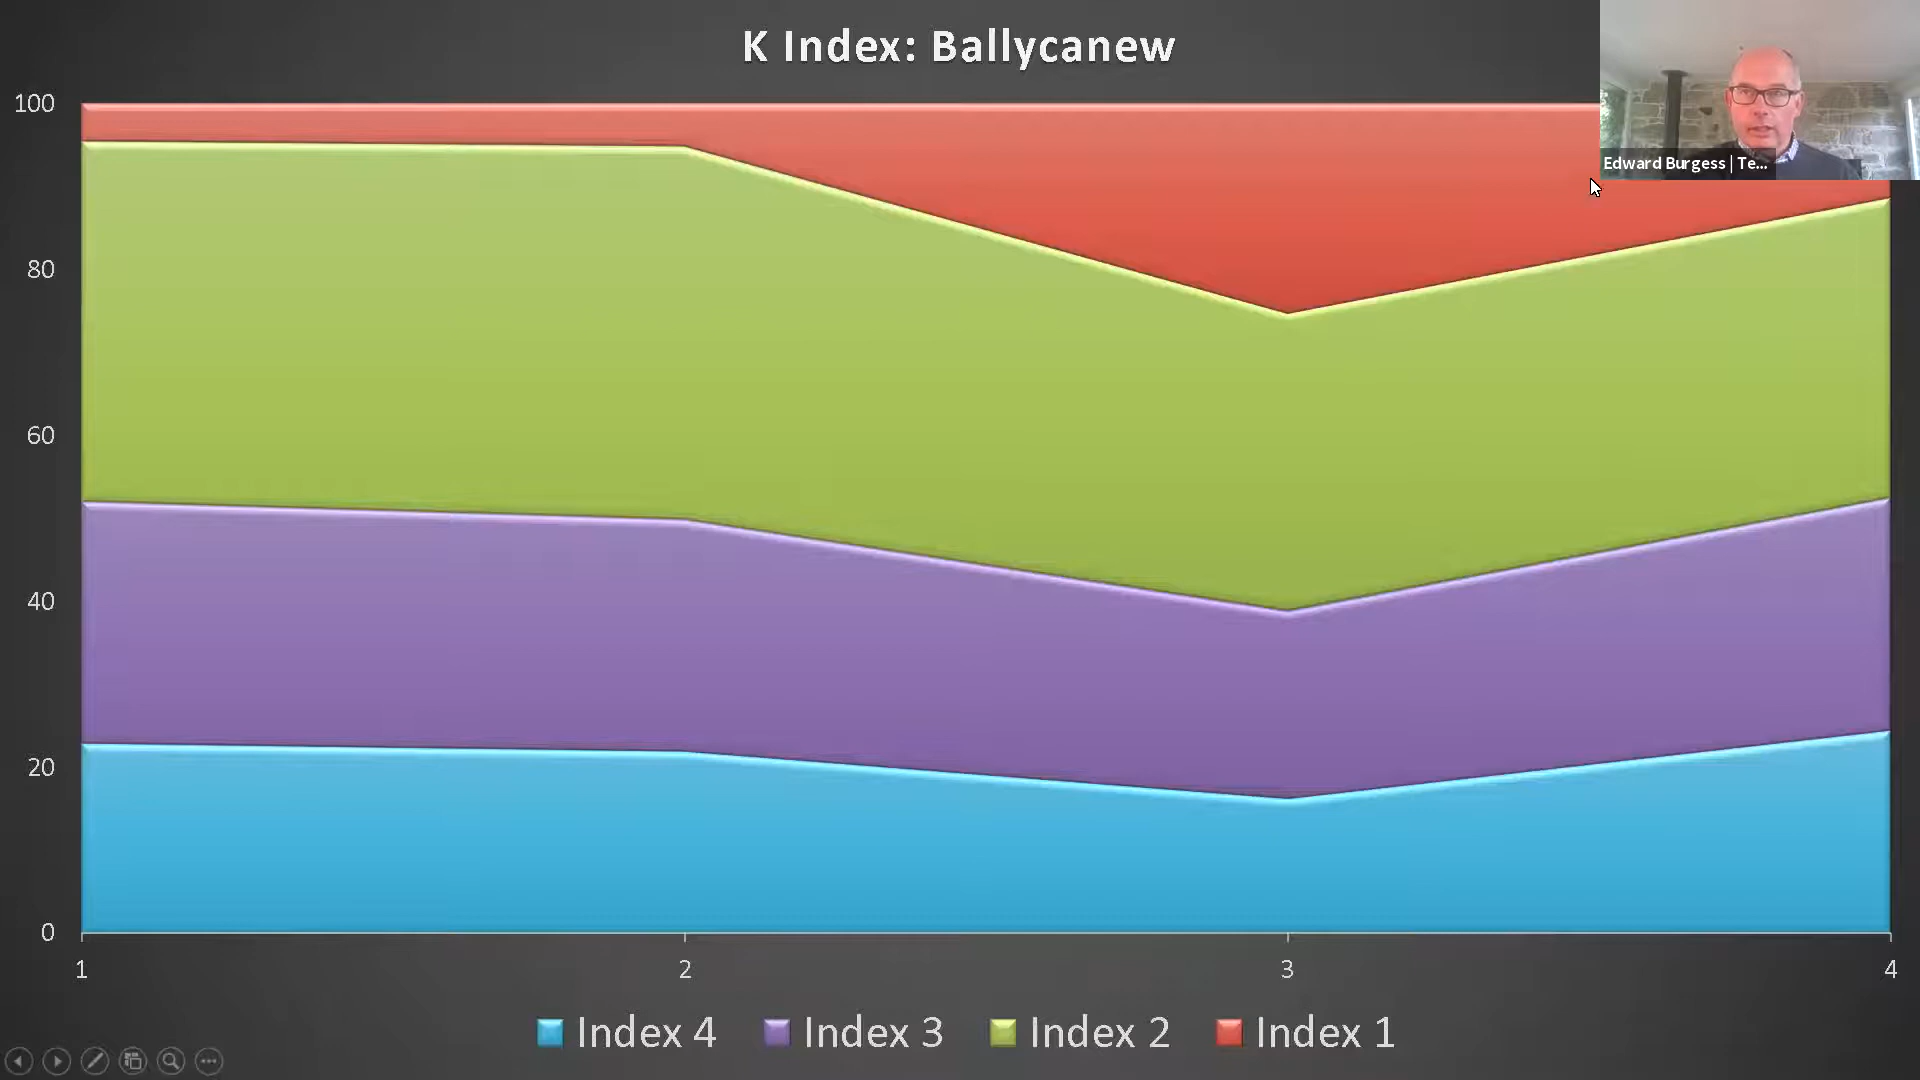 K Index: Ballycanew
Edward Burgess | Te...
100
80
60
40
20
0
1 2 3 4
Index 4 Index 3 Index 2 Index 1